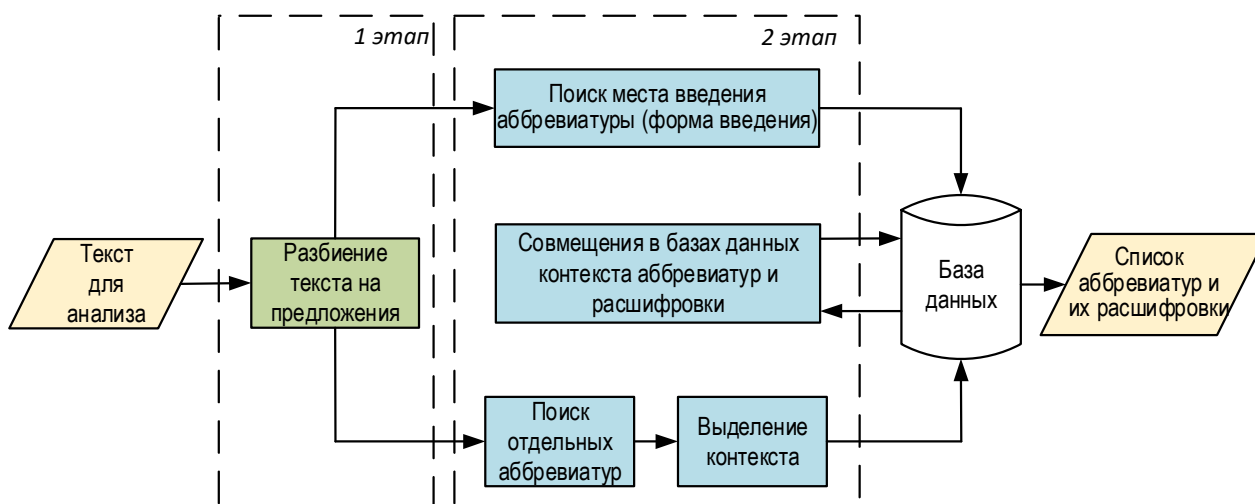 1 этап
2 этап
Поиск места введения
аббревиатуры (форма введения)
Текст
для
анализа
Разбиение
текста на
предложения
Совмещения в базах данных
контекста аббревиатур и
расшифровки
База
данных
Список
аббревиатур и
их расшифровки
Поиск
отдельных
аббревиатур
Выделение
контекста